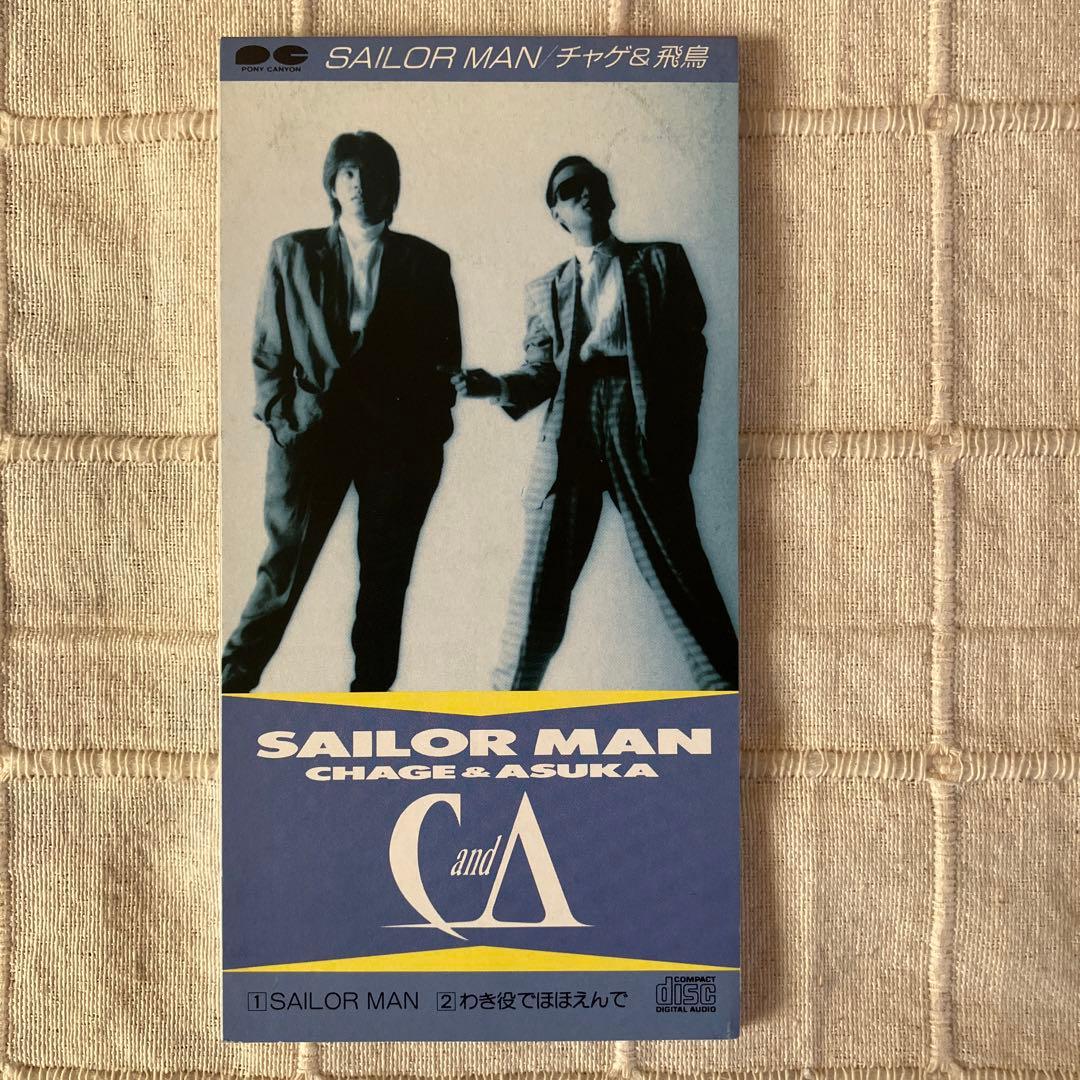 PONY CANYON
SAILOR MAN/チャゲ&飛鳥
SAILOR MAN
CHAGE & ASUKA
C and A
1 SAILOR MAN 2 わき役でほほえんで
COMPACT
disc
DIGITAL AUDIO